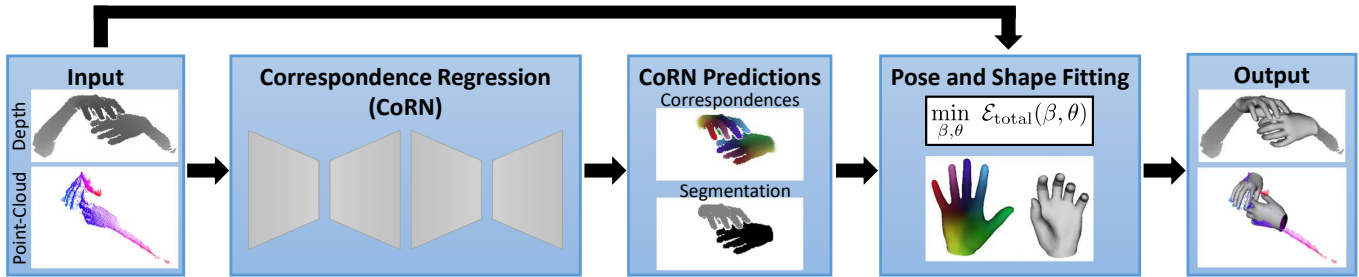 Input
Depth
Point-Cloud
Correspondence Regression
(CoRN)
CoRN Predictions
Correspondences
Segmentation
Pose and Shape Fitting
min β,θ ℰtotal(β, θ)
Output